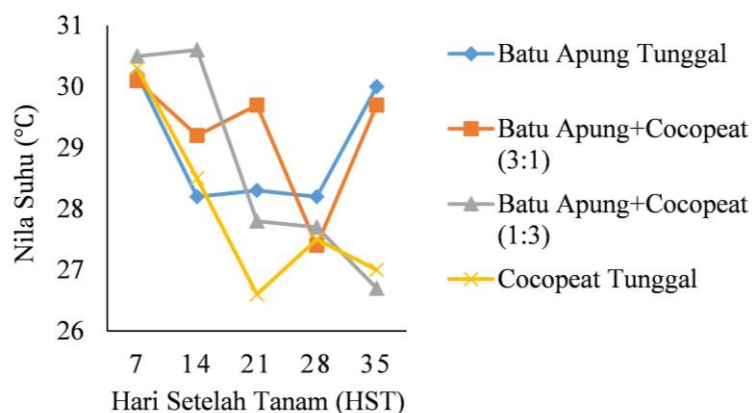 31
30
29
28
27
26
Nila Suhu (℃)
7 14 21 28 35
Hari Setelah Tanam (HST)
Batu Apung Tunggal
Batu Apung+Cocopeat
(3:1)
Batu Apung+Cocopeat
(1:3)
Cocopeat Tunggal